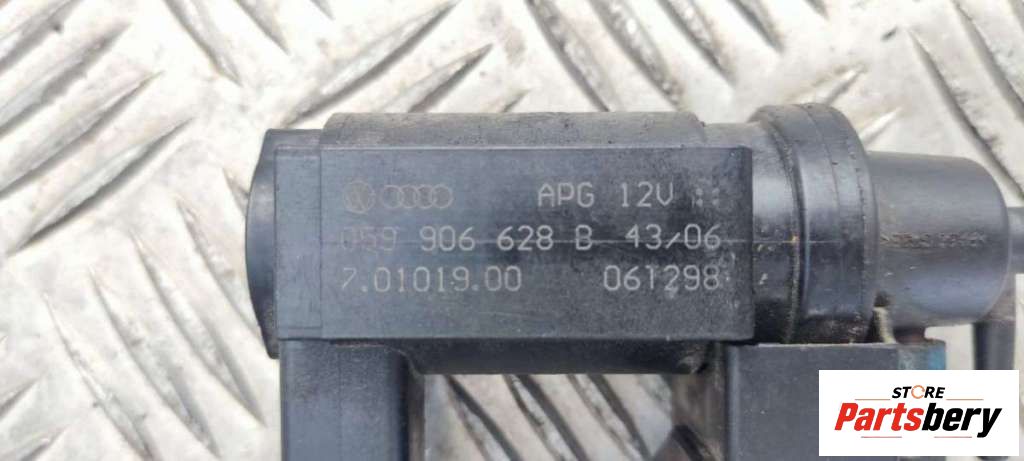 APG 12V
059 906 628 B 43/06
7.01019.00 061298
STORE
Partsbery